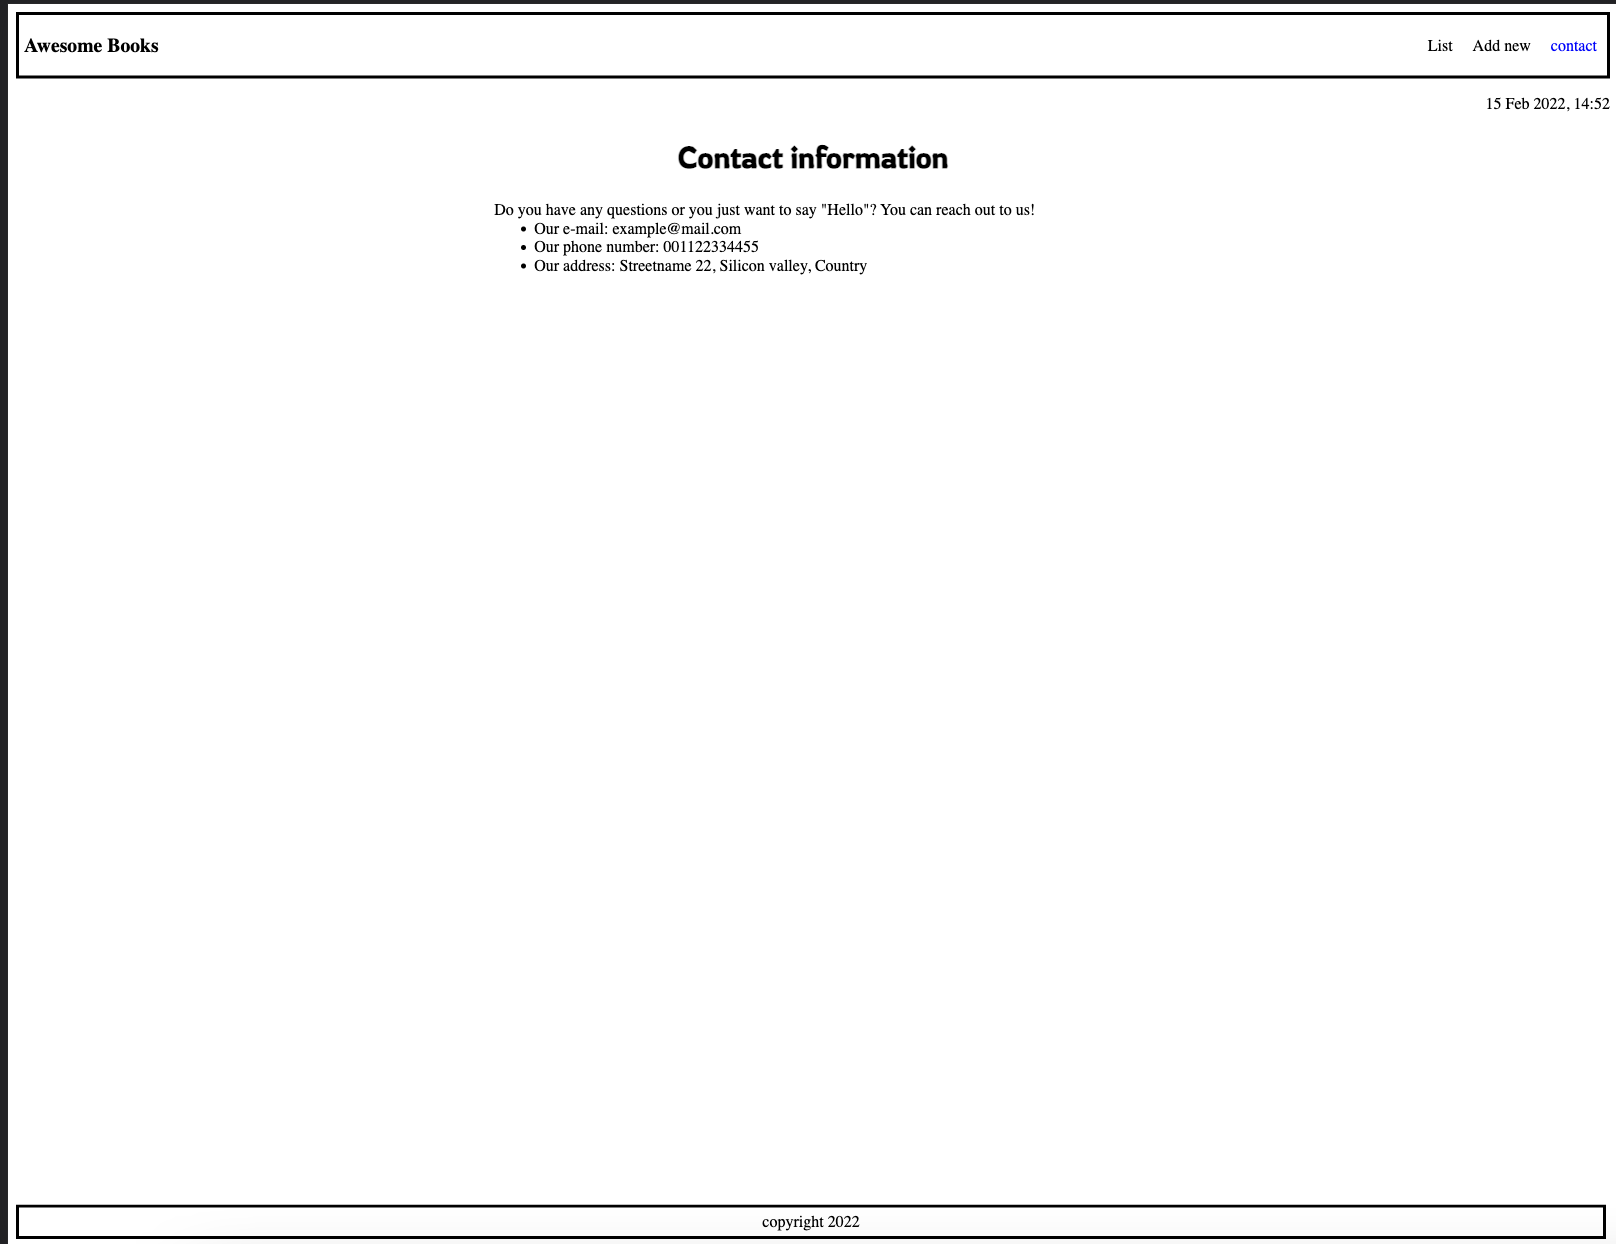 Awesome Books List Add new contact
15 Feb 2022, 14:52
Contact information
Do you have any questions or you just want to say "Hello"? You can reach out to us!
• Our e-mail: example@mail.com
• Our phone number: 001122334455
• Our address: Streetname 22, Silicon valley, Country
copyright 2022